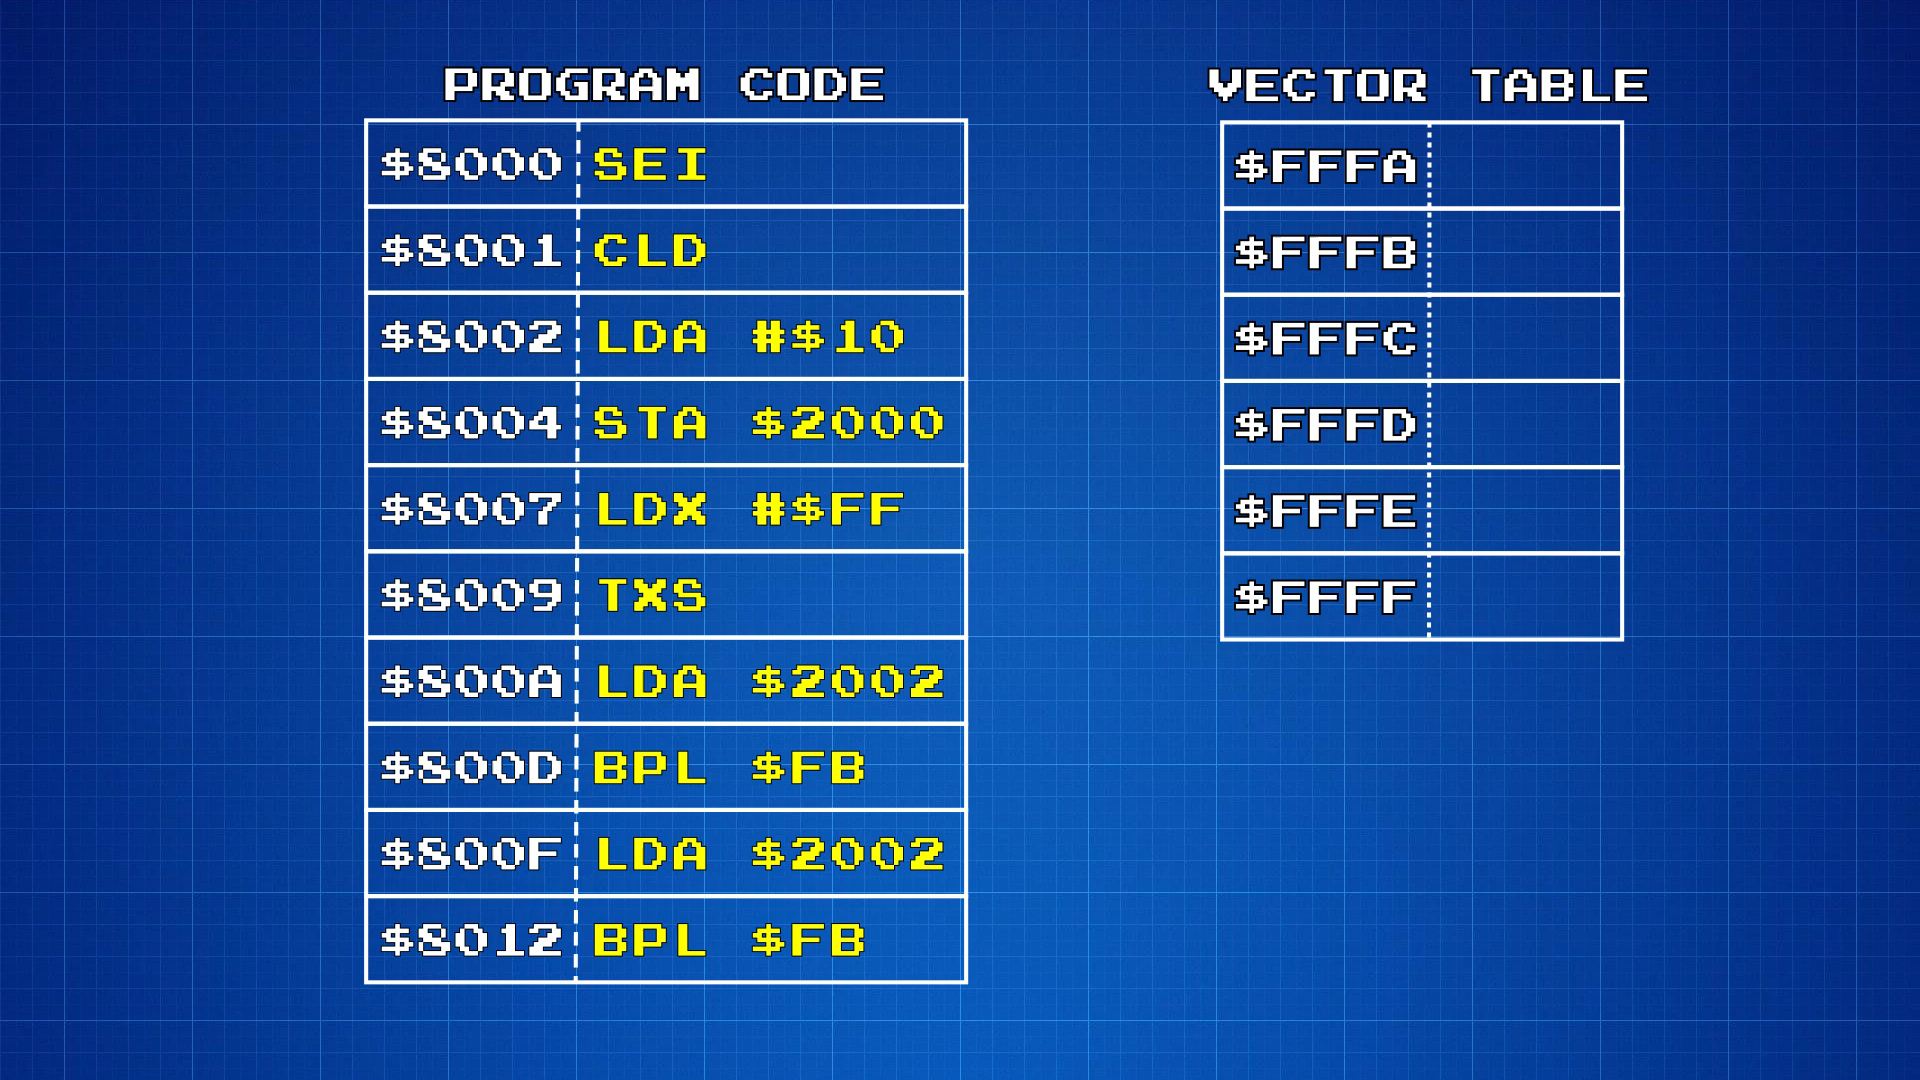 PROGRAM CODE
$8000 SEI
$8001 CLD
$8002 LDA #$10
$8004 STA $2000
$8007 LDX #$FF
$8009 TXS
$800A LDA $2002
$800D BPL $FB
$800F LDA $2002
$8012 BPL $FB
VECTOR TABLE
$FFFA
$FFFB
$FFFC
$FFFD
$FFFE
$FFFF